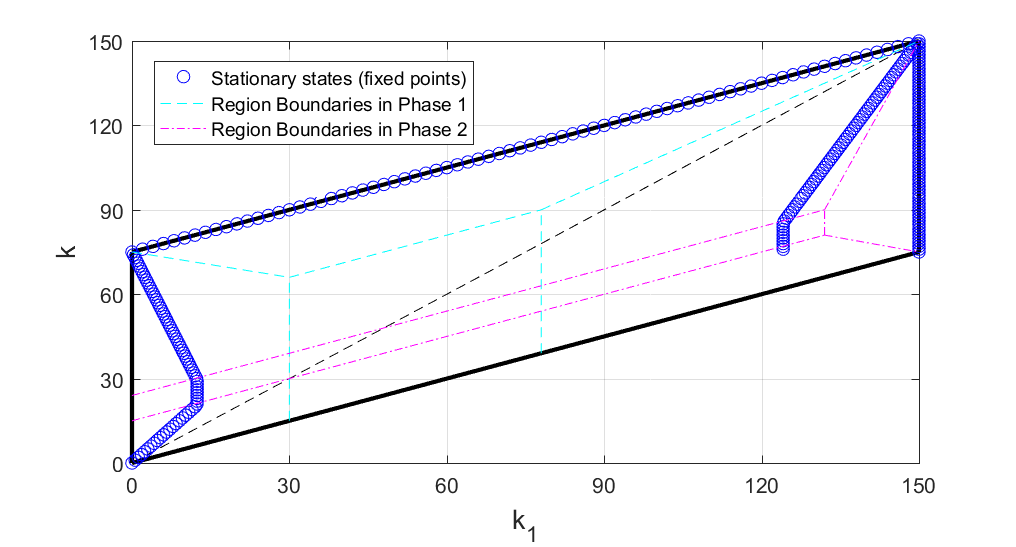 150
120
90
60
30
0
k
Stationary states (fixed points)
Region Boundaries in Phase 1
Region Boundaries in Phase 2
0 30 60 90 120 150
k1